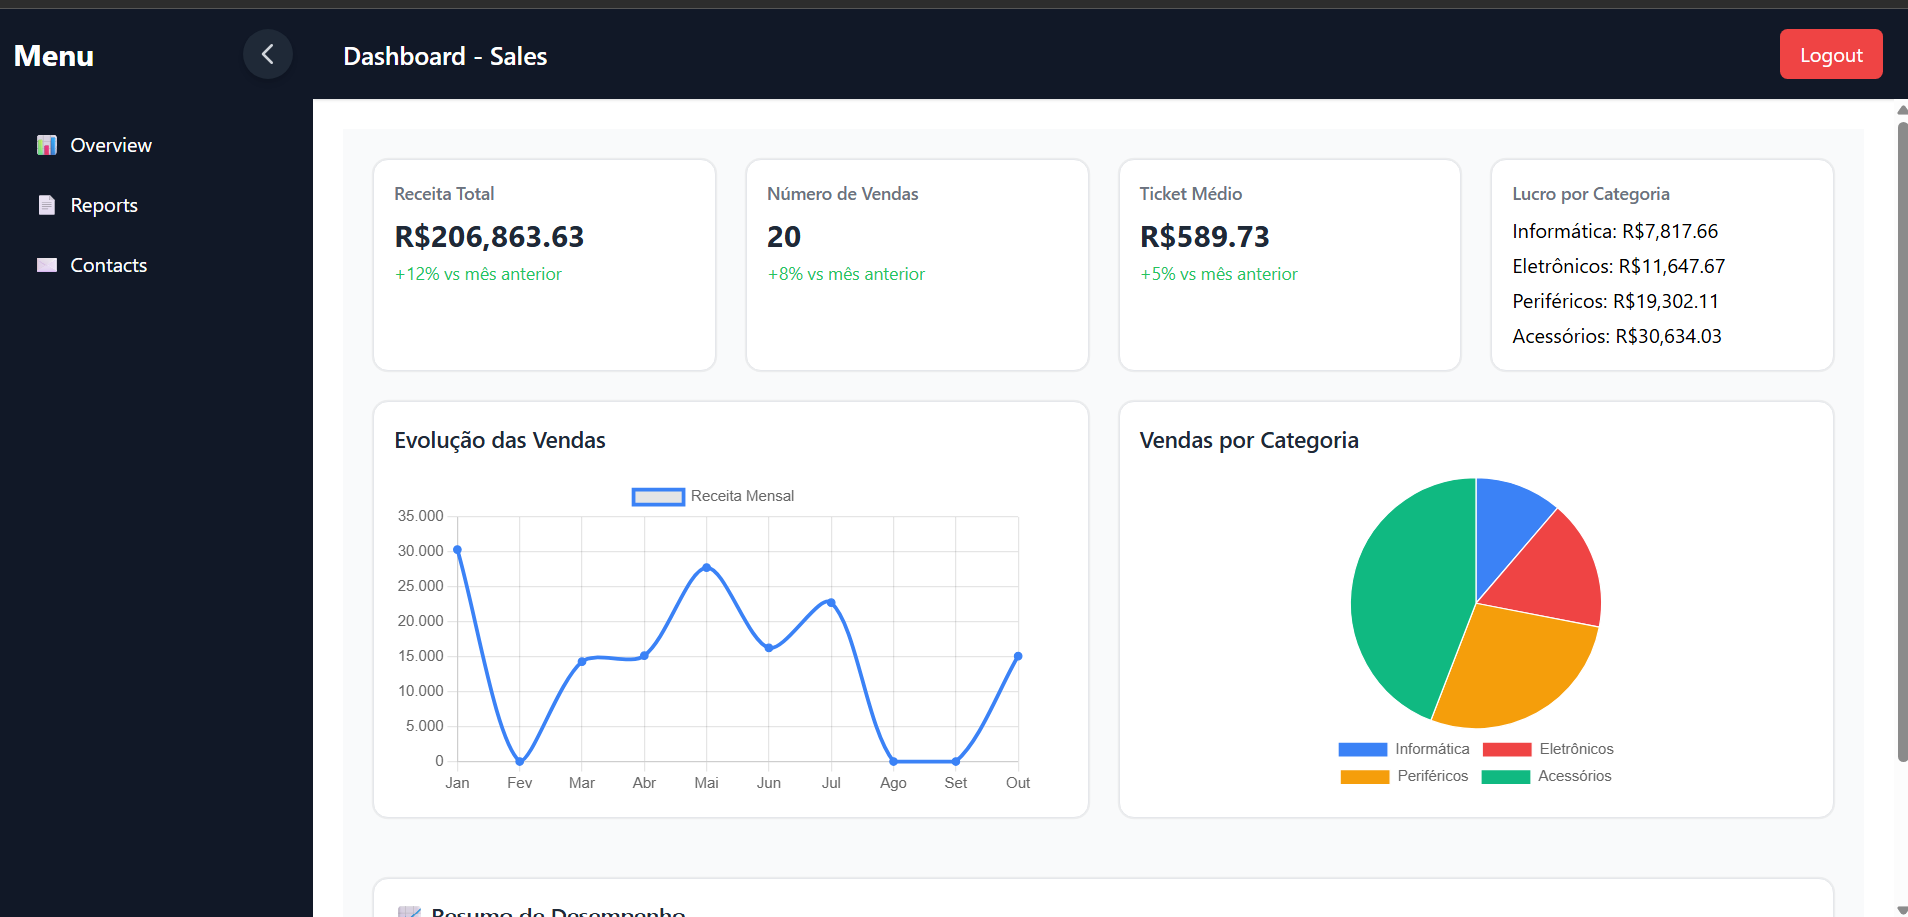 Menu
Dashboard - Sales
Logout
Overview
Reports
Contacts
Receita Total
R$206,863.63
+12% vs mês anterior
Número de Vendas
20
+8% vs mês anterior
Ticket Médio
R$589.73
+5% vs mês anterior
Lucro por Categoria
Informática: R$7,817.66
Eletrônicos: R$11,647.67
Periféricos: R$19,302.11
Acessórios: R$30,634.03
Evolução das Vendas
Receita Mensal
35.000
30.000
25.000
20.000
15.000
10.000
5.000
0
Jan Fev Mar Abr Mai Jun Jul Ago Set Out
Vendas por Categoria
Informática Eletrônicos
Periféricos Acessórios
Resumo de Desempenho